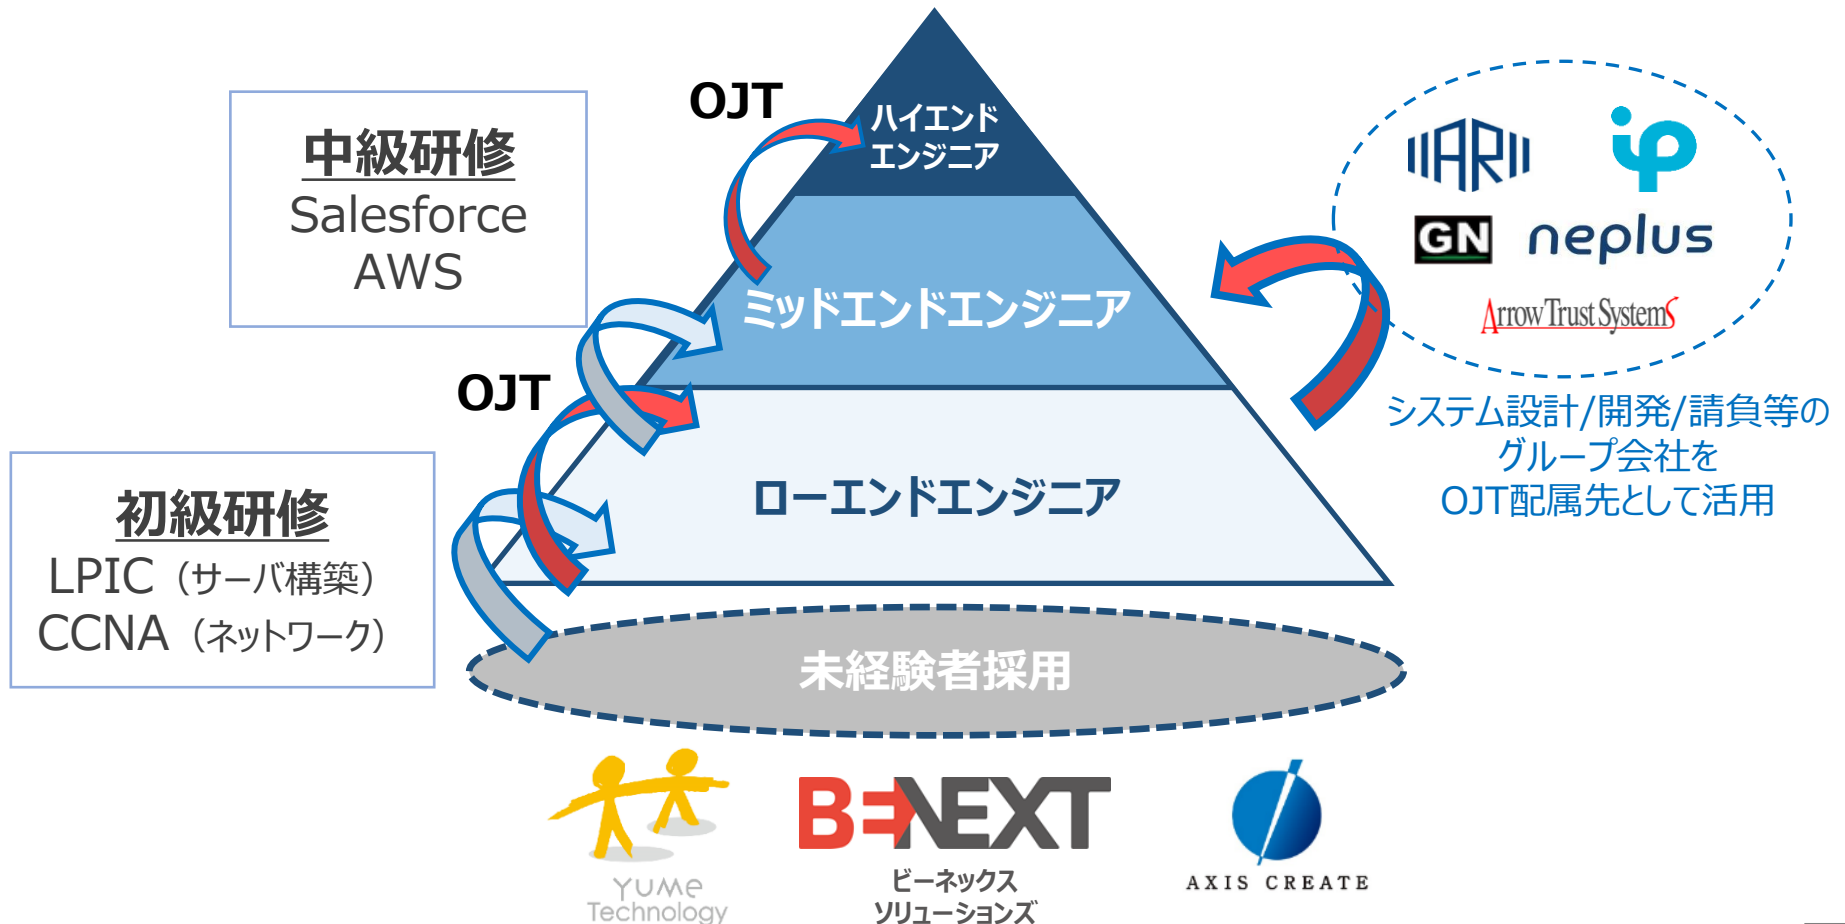 OJT
ハイエンド
エンジニア
中級研修
Salesforce
AWS
ミッドエンドエンジニア
OJT
ローエンドエンジニア
初級研修
LPIC（サーバ構築）
CCNA（ネットワーク）
未経験者採用
IIARII
ip
GN
neplus
Arrow Trust Systems
システム設計/開発/請負等の
グループ会社を
OJT配属先として活用
YUMe
Technology
BENEXT
ビーネックス
ソリューションズ
AXIS CREATE